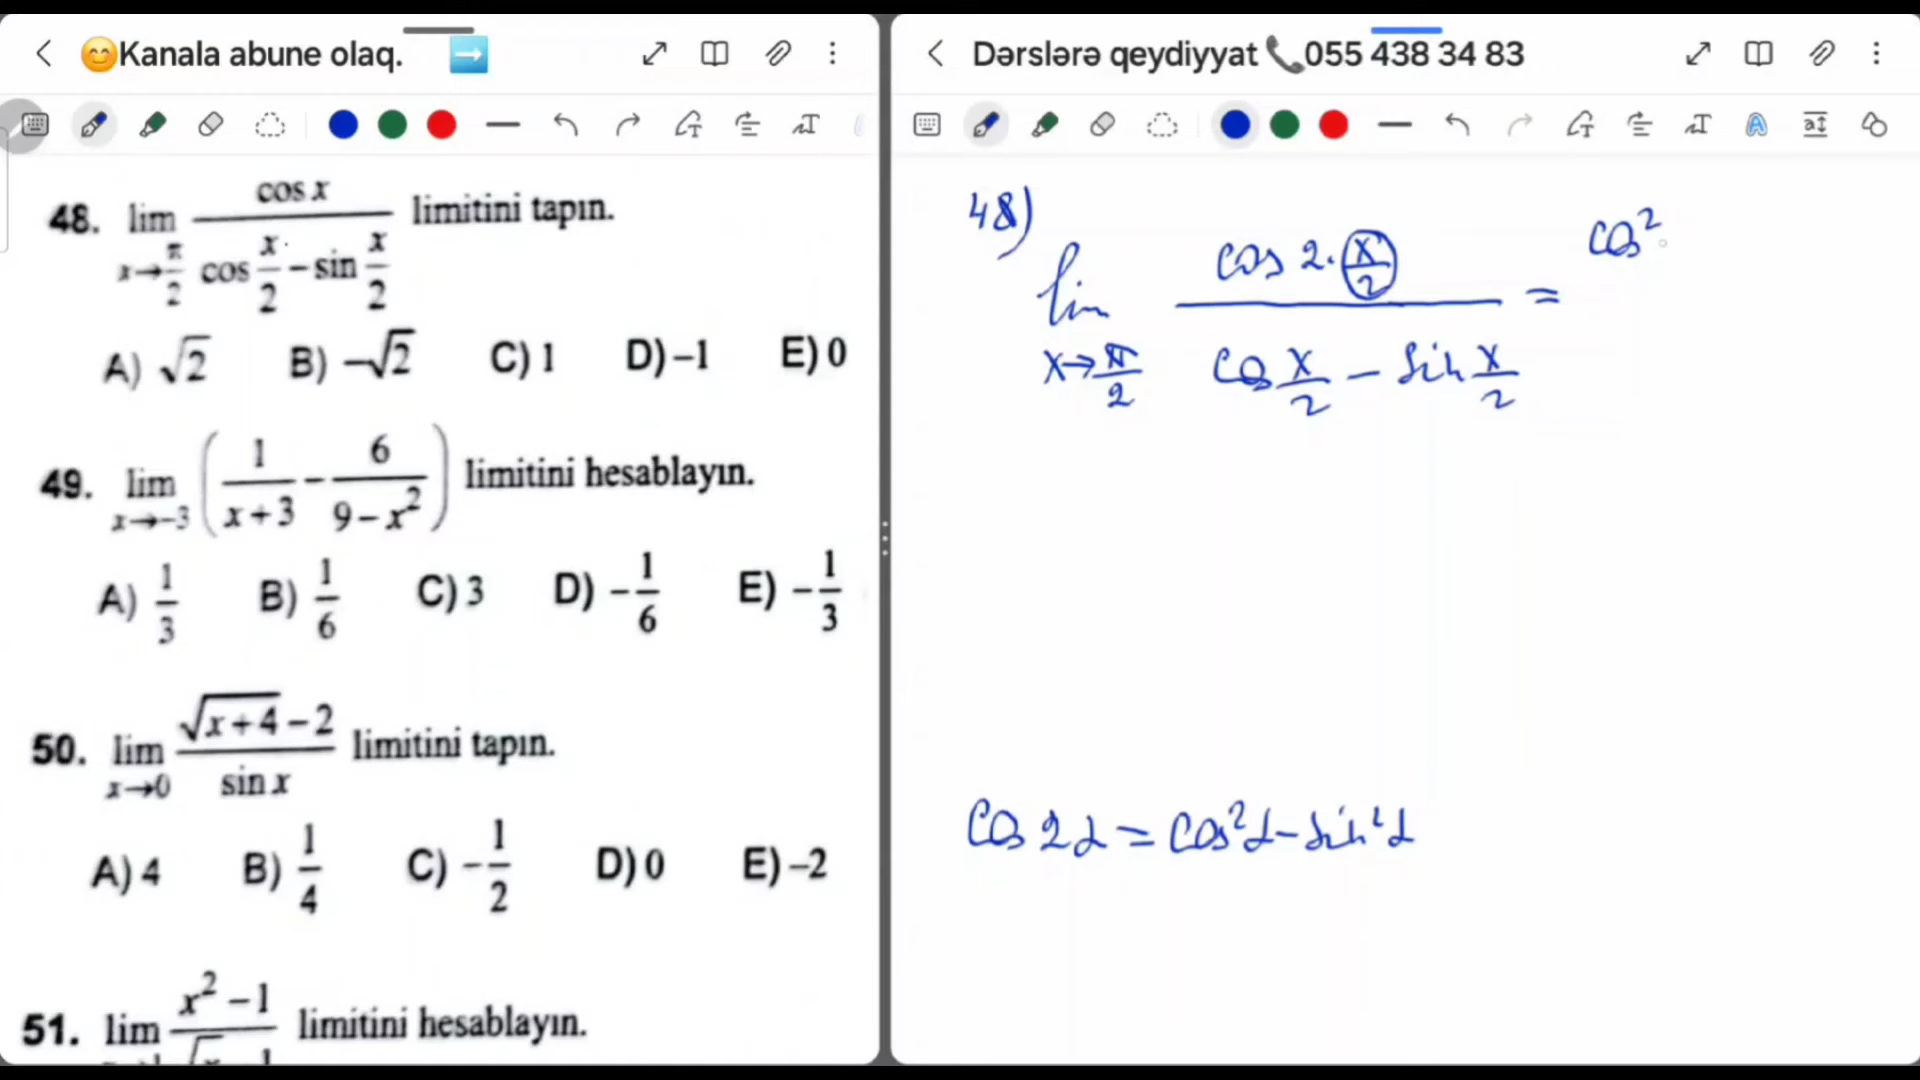 😊Kanala abune olaq. ➡️
48. lim x→π/2 cos x / (cos x/2 − sin x/2) limitini tapın.
A) √2 B) −√2 C) 1 D) −1 E) 0
49. lim x→−3 (1/(x+3) − 6/(9−x²)) limitini hesablayın.
A) 1/3 B) 1/6 C) 3 D) −1/6 E) −1/3
50. lim x→0 (√(x+4) − 2) / sin x limitini tapın.
A) 4 B) 1/4 C) −1/2 D) 0 E) −2
51. lim x² − 1 limitini hesablayın.
Dərslərə qeydiyyat 📞055 438 34 83
48)
lim x→π/2 cos 2·x/2 / (cos x/2 − sin x/2) = cos²
cos 2α = cos²α − sin²α